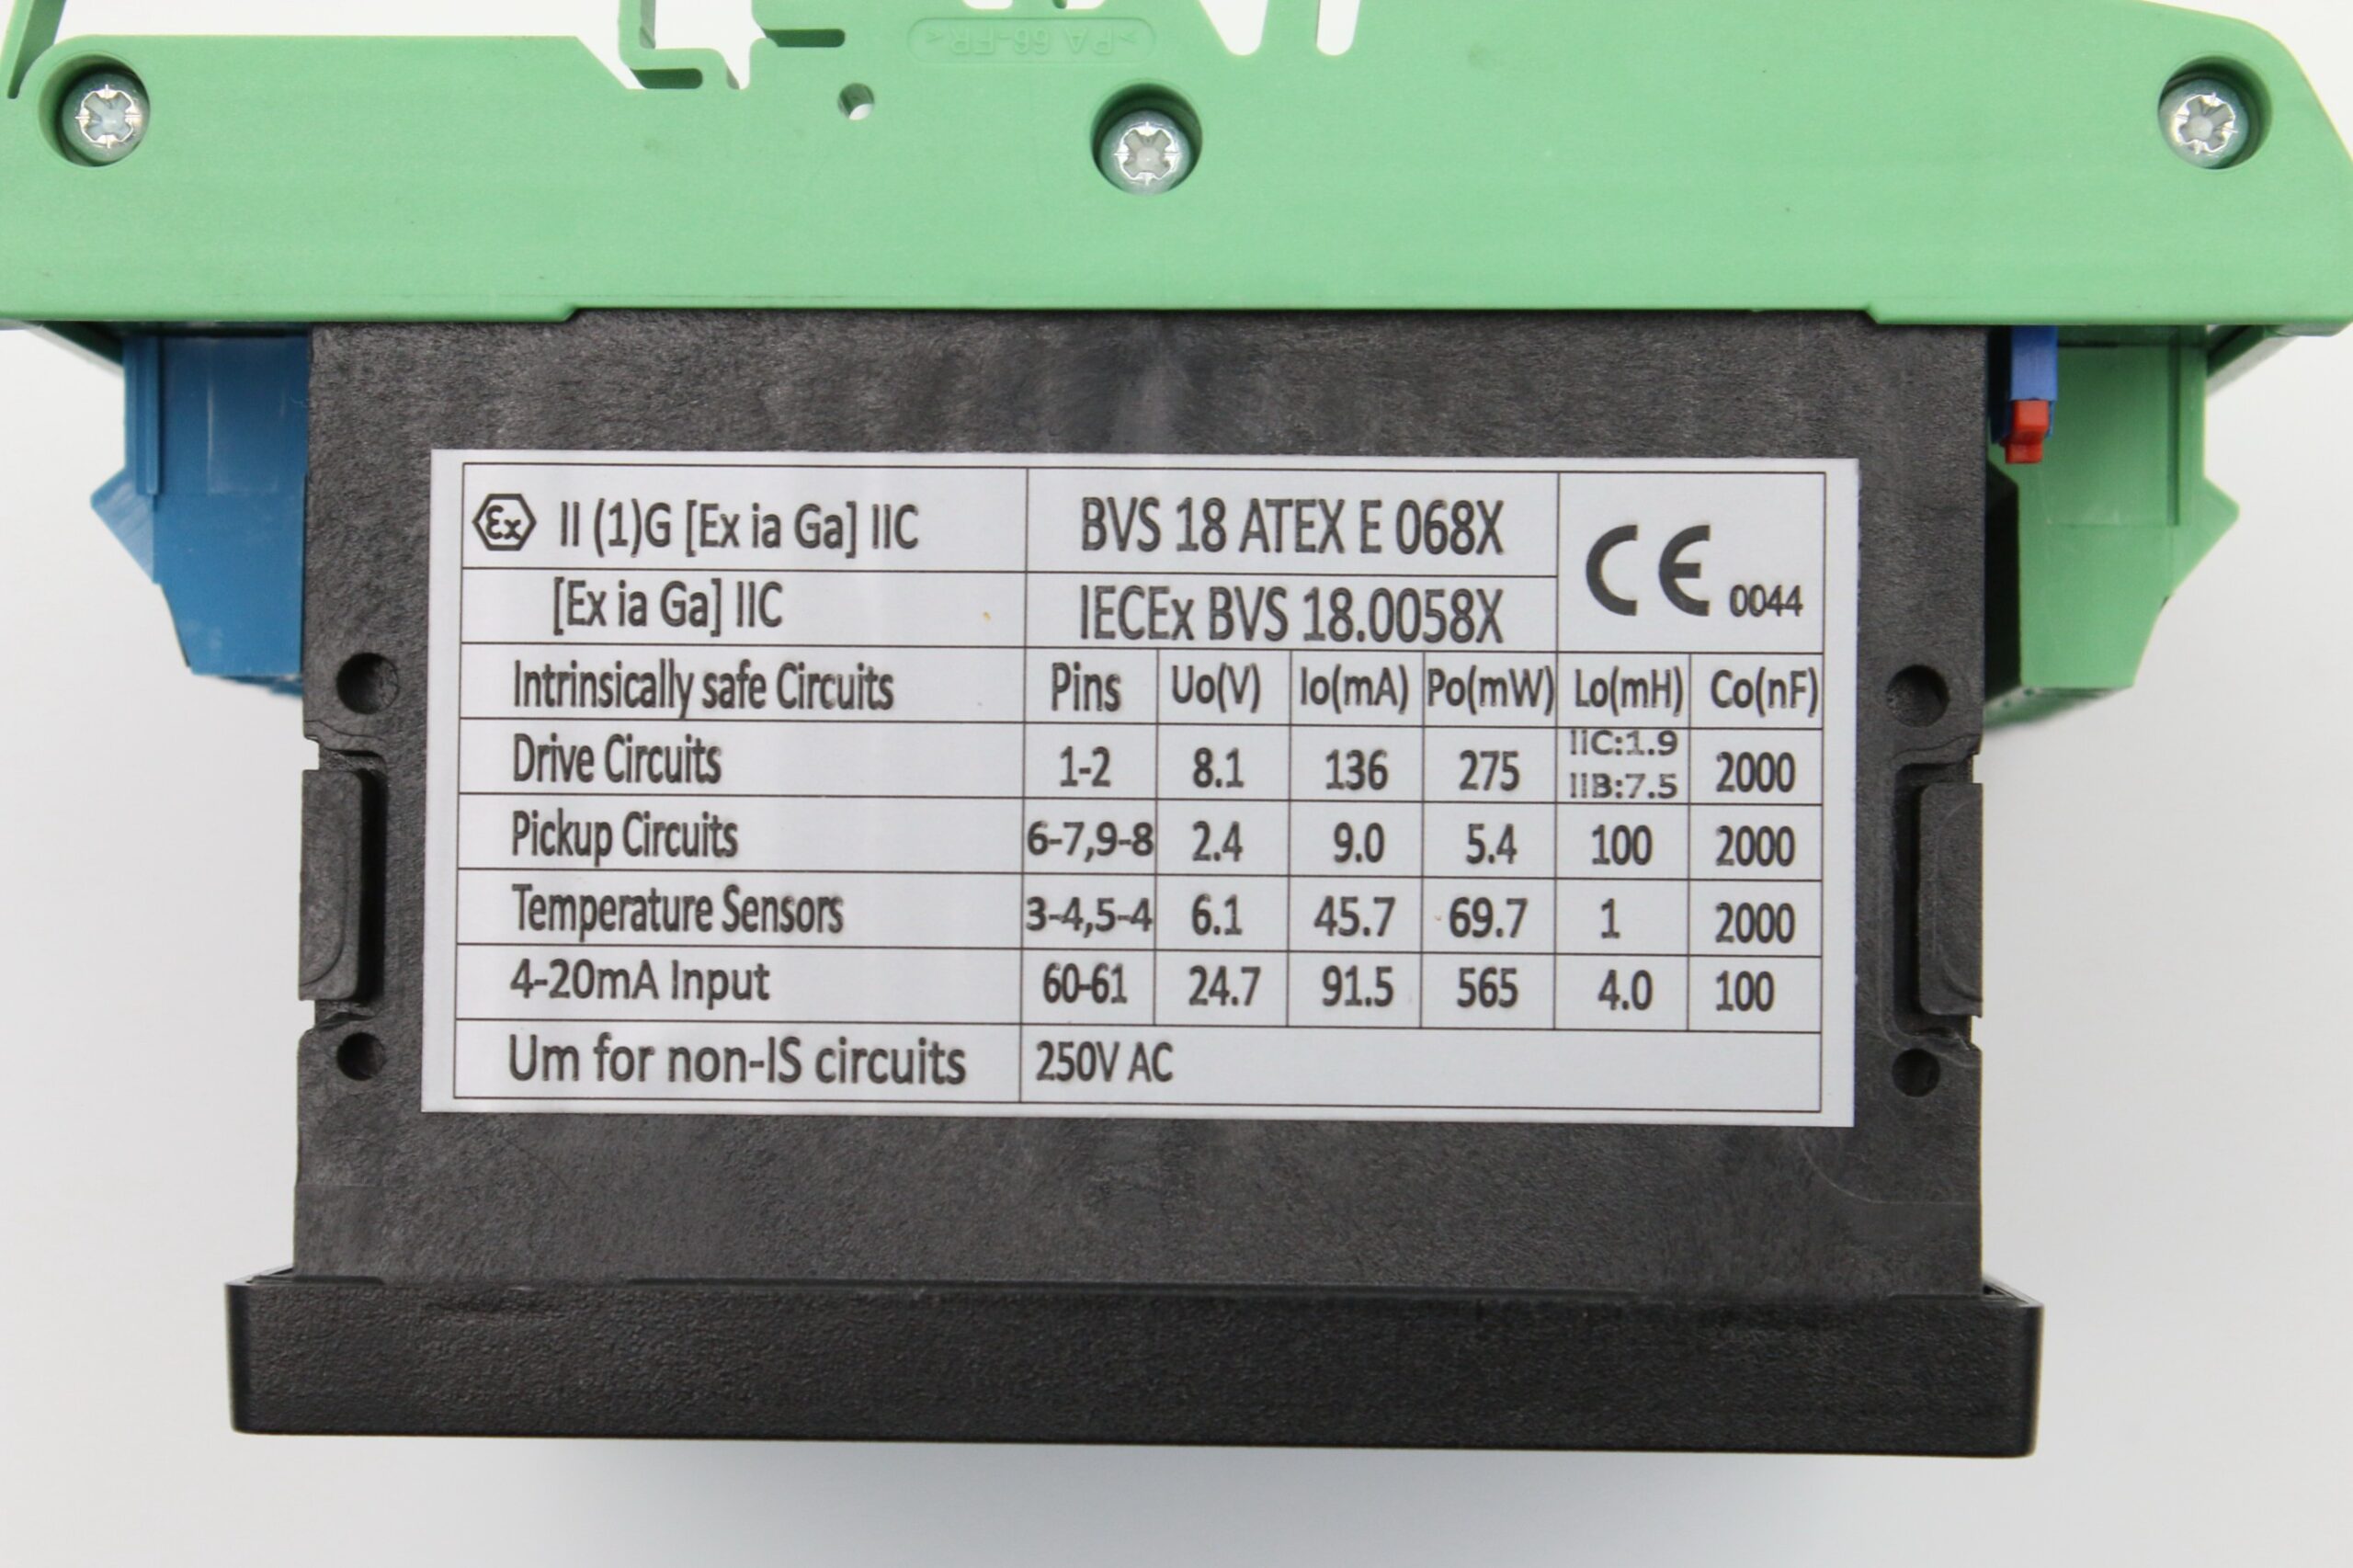 >PA 66-FR<
Ex II (1)G [Ex ia Ga] IIC BVS 18 ATEX E 068X CE 0044
[Ex ia Ga] IIC IECEx BVS 18.0058X
Intrinsically safe Circuits Pins Uo(V) Io(mA) Po(mW) Lo(mH) Co(nF)
Drive Circuits 1-2 8.1 136 275 IIC:1.9 2000
IIB:7.5
Pickup Circuits 6-7,9-8 2.4 9.0 5.4 100 2000
Temperature Sensors 3-4,5-4 6.1 45.7 69.7 1 2000
4-20mA Input 60-61 24.7 91.5 565 4.0 100
Um for non-IS circuits 250V AC